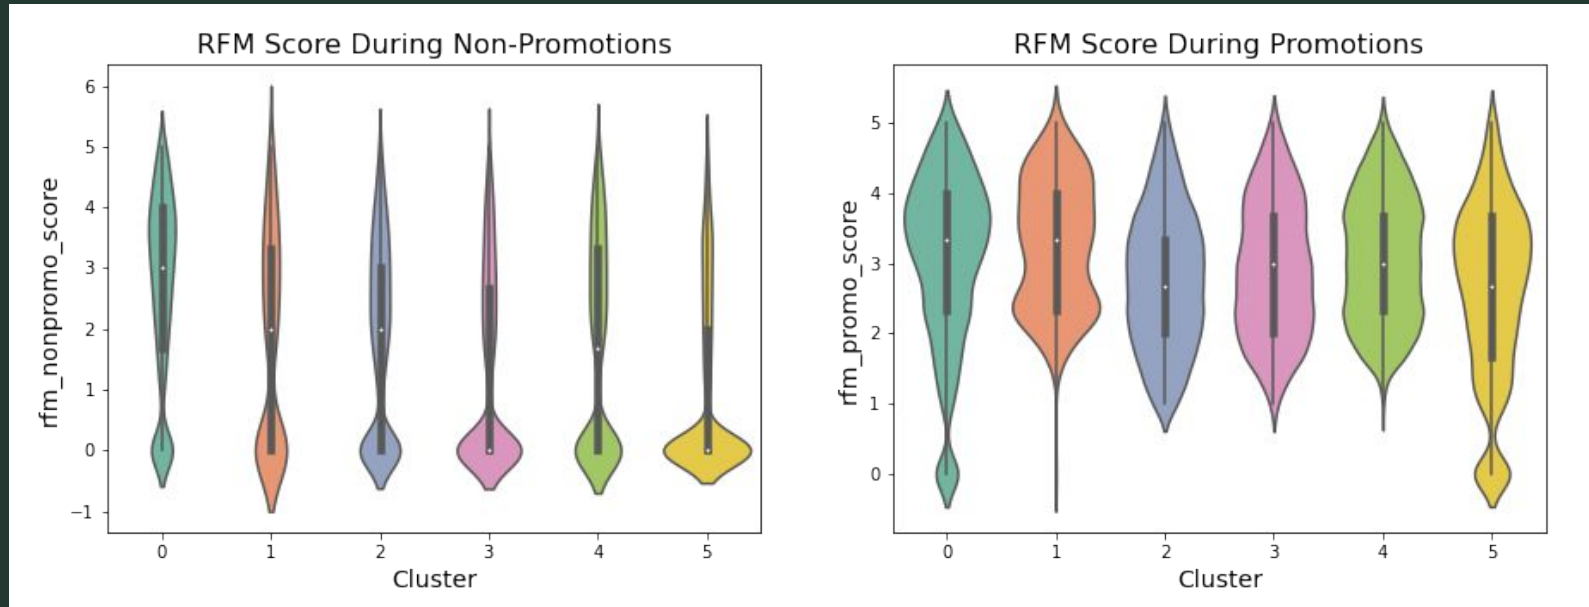 RFM Score During Non-Promotions
rfm_nonpromo_score
6
5
4
3
2
1
0
−1
0 1 2 3 4 5
Cluster
RFM Score During Promotions
rfm_promo_score
5
4
3
2
1
0
0 1 2 3 4 5
Cluster